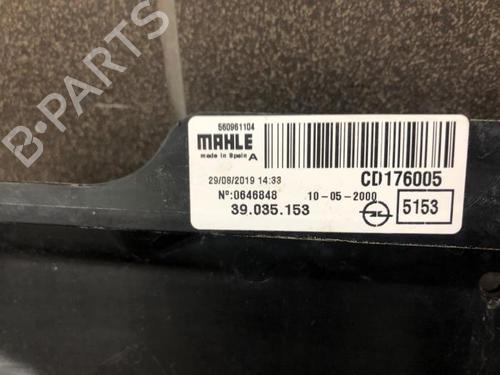 B-PARTS
560961104
MAHLE
made in Spain A
29/08/2019 14:33
CD176005
Nº:0646848
10-05-2000
39.035.153
5153